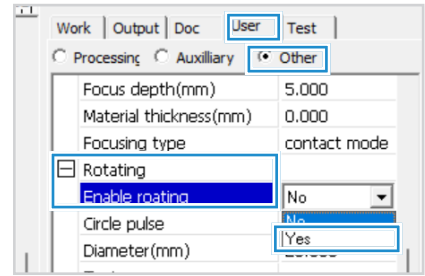 Work Output Doc User Test
Processing Auxilliary Other
Focus depth(mm) 5.000
Material thickness(mm) 0.000
Focusing type contact mode
Rotating
Enable roating No
Circle pulse No
Yes
Diameter(mm)